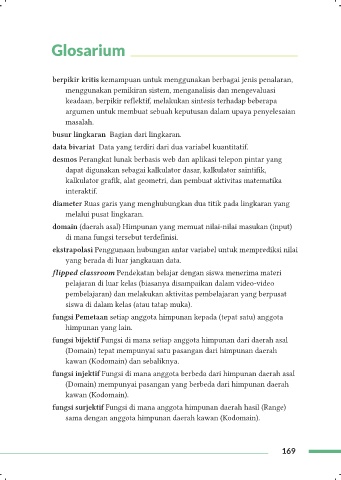 Glosarium
berpikir kritis kemampuan untuk menggunakan berbagai jenis penalaran,
menggunakan pemikiran sistem, menganalisis dan mengevaluasi
keadaan, berpikir reflektif, melakukan sintesis terhadap beberapa
argumen untuk membuat sebuah keputusan dalam upaya penyelesaian
masalah.
busur lingkaran Bagian dari lingkaran.
data bivariat Data yang terdiri dari dua variabel kuantitatif.
desmos Perangkat lunak berbasis web dan aplikasi telepon pintar yang
dapat digunakan sebagai kalkulator dasar, kalkulator saintifik,
kalkulator grafik, alat geometri, dan pembuat aktivitas matematika
interaktif.
diameter Ruas garis yang menghubungkan dua titik pada lingkaran yang
melalui pusat lingkaran.
domain (daerah asal) Himpunan yang memuat nilai-nilai masukan (input)
di mana fungsi tersebut terdefinisi.
ekstrapolasi Penggunaan hubungan antar variabel untuk memprediksi nilai
yang berada di luar jangkauan data.
flipped classroom Pendekatan belajar dengan siswa menerima materi
pelajaran di luar kelas (biasanya disampaikan dalam video-video
pembelajaran) dan melakukan aktivitas pembelajaran yang berpusat
siswa di dalam kelas (atau tatap muka).
fungsi Pemetaan setiap anggota himpunan kepada (tepat satu) anggota
himpunan yang lain.
fungsi bijektif Fungsi di mana setiap anggota himpunan dari daerah asal
(Domain) tepat mempunyai satu pasangan dari himpunan daerah
kawan (Kodomain) dan sebaliknya.
fungsi injektif Fungsi di mana anggota berbeda dari himpunan daerah asal
(Domain) mempunyai pasangan yang berbeda dari himpunan daerah
kawan (Kodomain).
fungsi surjektif Fungsi di mana anggota himpunan daerah hasil (Range)
sama dengan anggota himpunan daerah kawan (Kodomain).
169